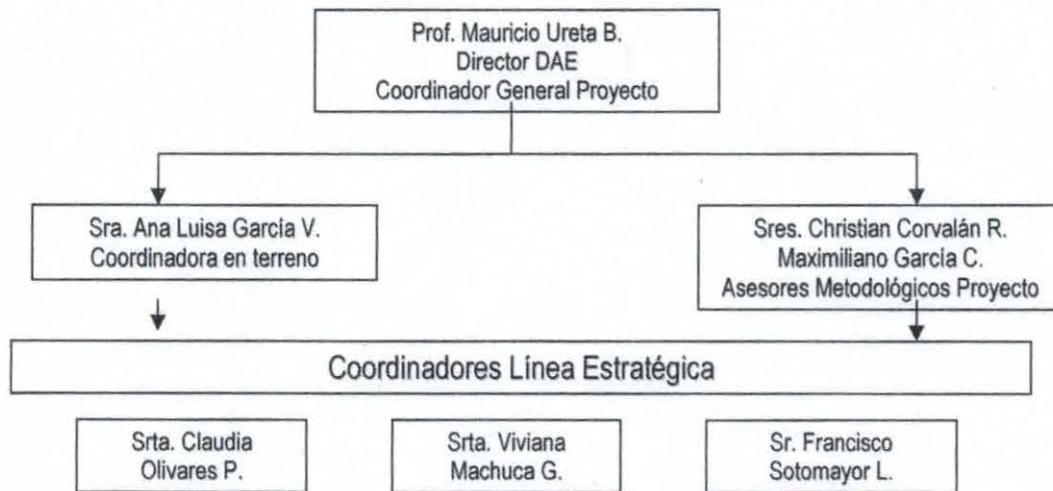 Prof. Mauricio Ureta B.
Director DAE
Coordinador General Proyecto
Sra. Ana Luisa García V.
Coordinadora en terreno
Sres. Christian Corvalán R.
Maximiliano García C.
Asesores Metodológicos Proyecto
Coordinadores Línea Estratégica
Srta. Claudia
Olivares P.
Srta. Viviana
Machuca G.
Sr. Francisco
Sotomayor L.